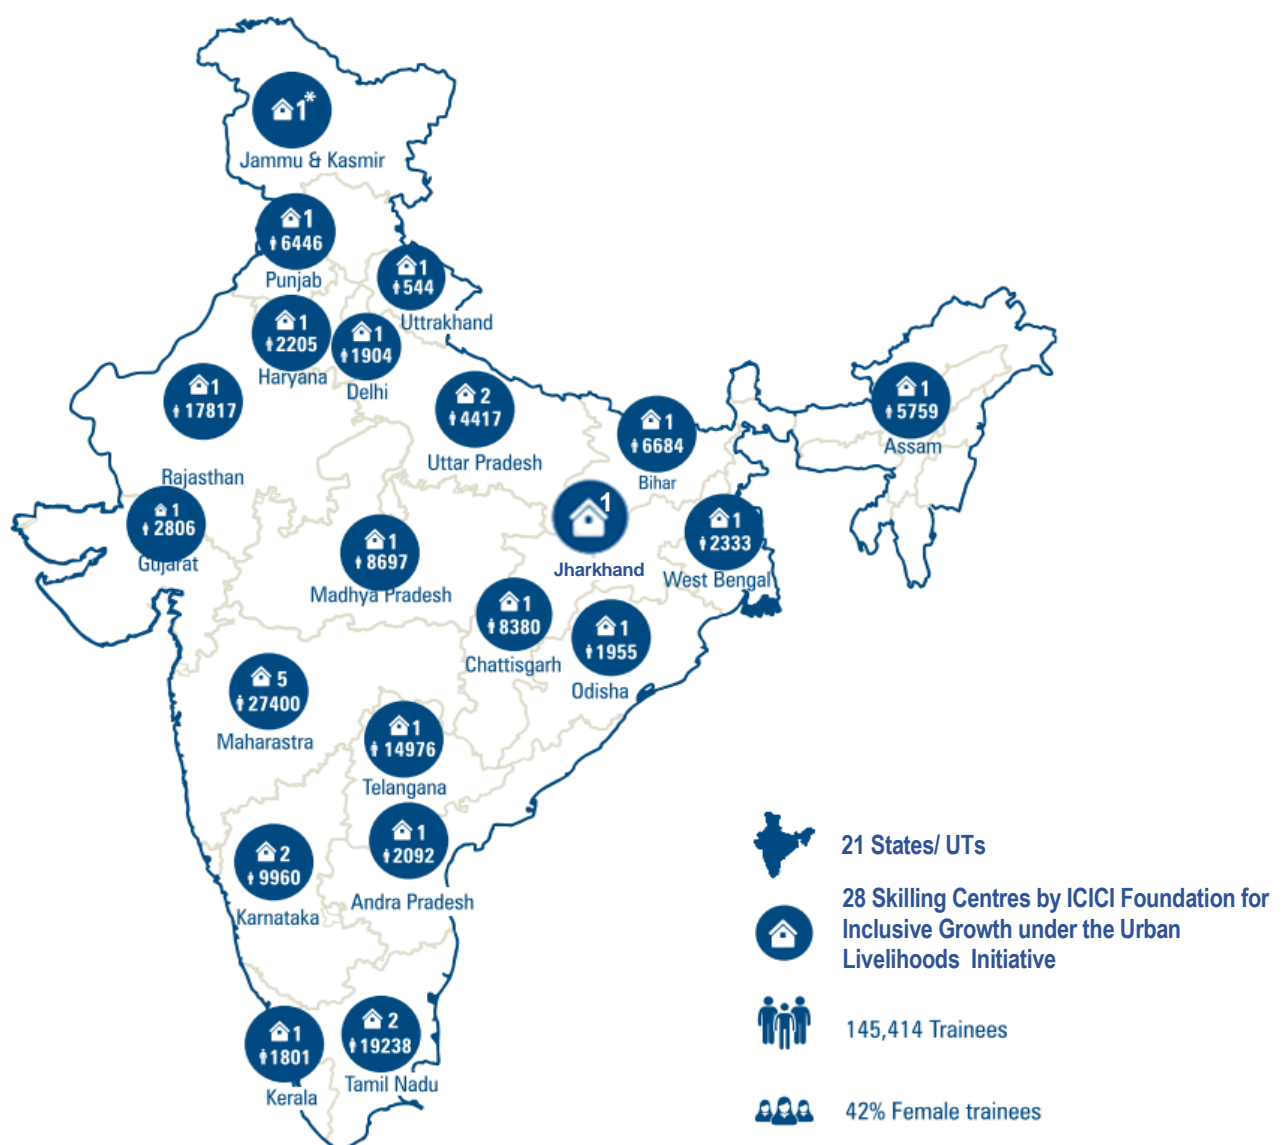 1*
Jammu & Kasmir
1
6446
Punjab
1
544
Uttrakhand
1
2205
Haryana
1
1904
Delhi
1
17817
Rajasthan
2
4417
Uttar Pradesh
1
6684
Bihar
1
5759
Assam
1
2806
Gujarat
1
8697
Madhya Pradesh
1
Jharkhand
1
2333
West Bengal
1
8380
Chattisgarh
1
1955
Odisha
5
27400
Maharastra
1
14976
Telangana
1
2092
Andra Pradesh
2
9960
Karnataka
1
1801
Kerala
2
19238
Tamil Nadu
21 States/ UTs
28 Skilling Centres by ICICI Foundation for
Inclusive Growth under the Urban
Livelihoods Initiative
145,414 Trainees
42% Female trainees